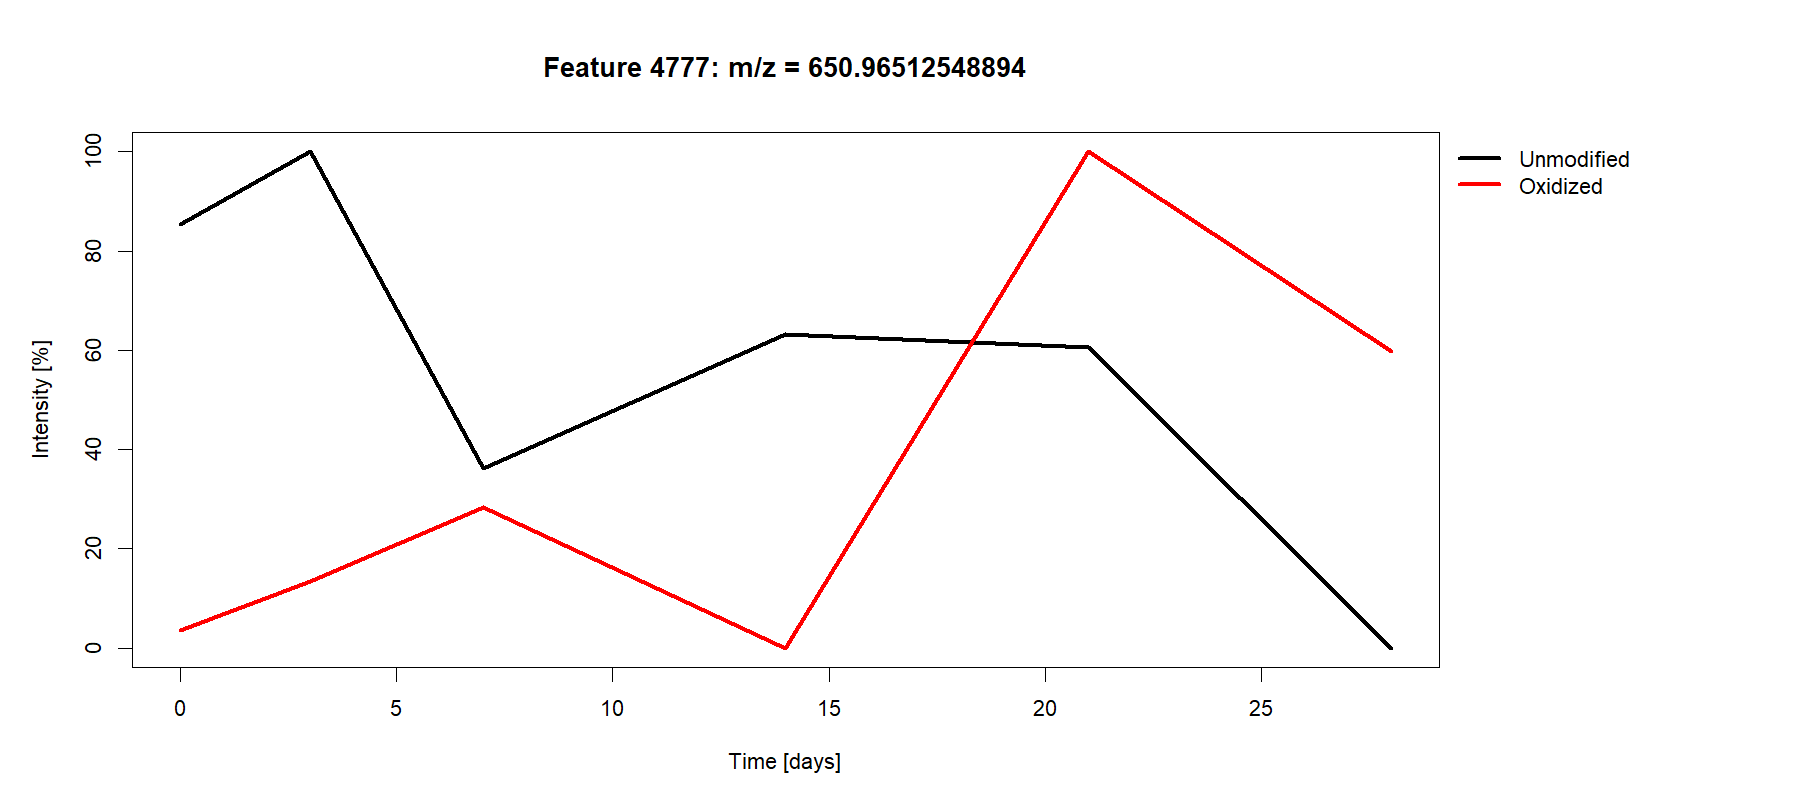 Feature 4777: m/z = 650.96512548894
Unmodified
Oxidized
Intensity [%]
100
80
60
40
20
0
0 5 10 15 20 25
Time [days]